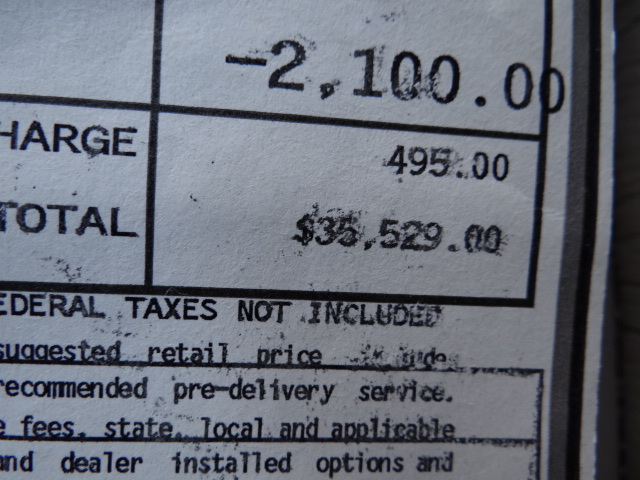 -2,100.00
HARGE 495.00
TOTAL $35,529.00
EDERAL TAXES NOT INCLUDED
suggested retail price
recommended pre-delivery service.
e fees, state, local and applicable
and dealer installed options and